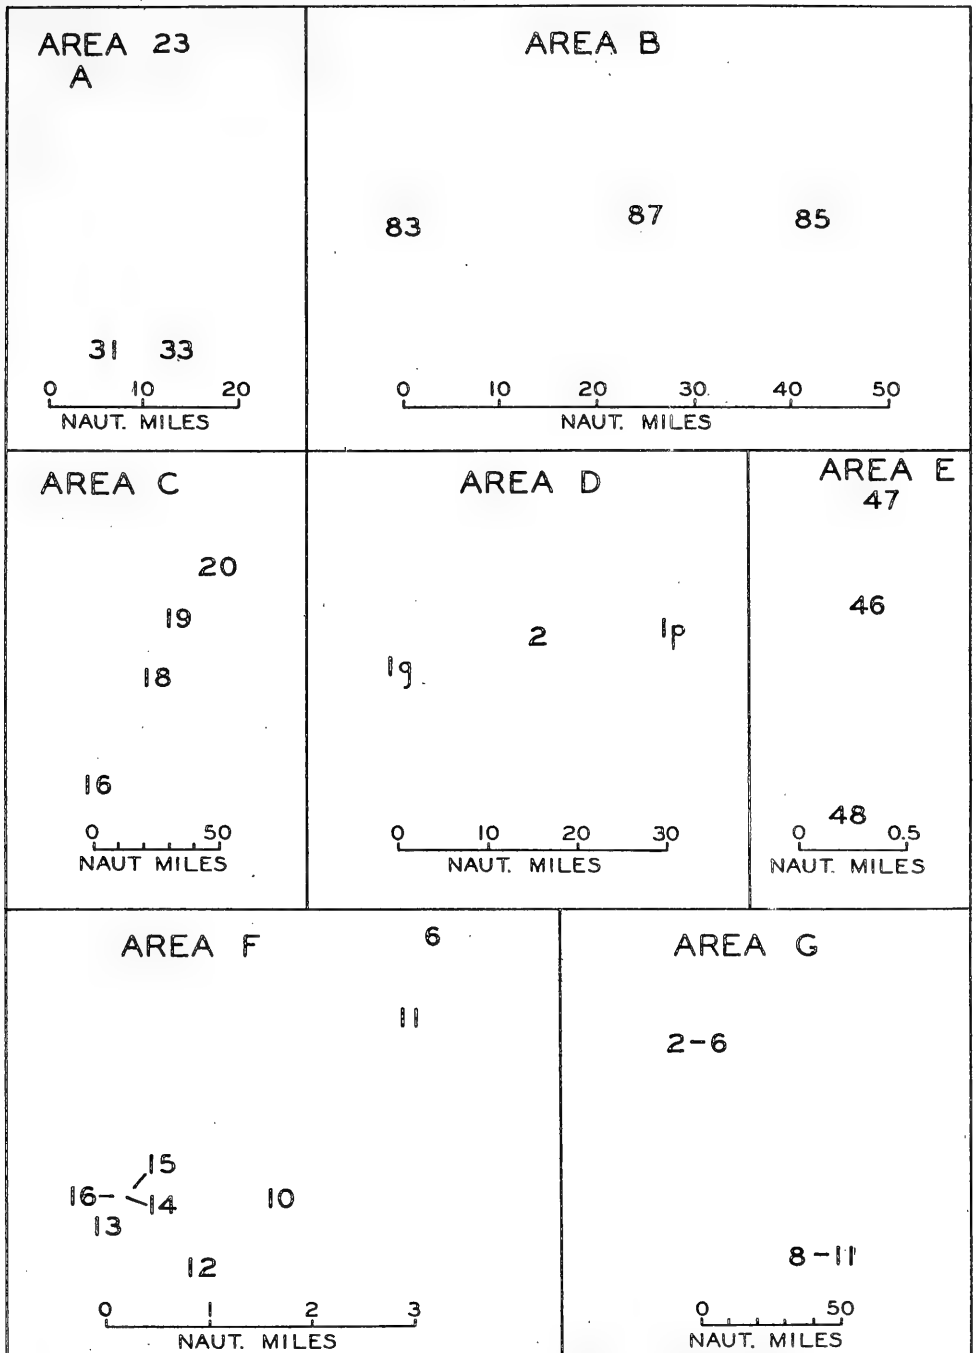 AREA 23
A
31 33
0 10 20
NAUT. MILES
AREA B
83 87 85
0 10 20 30 40 50
NAUT. MILES
AREA C
20
19
18
16
0 50
NAUT MILES
AREA D
1g 2 1p
0 10 20 30
NAUT. MILES
AREA E
47
46
48
0 0.5
NAUT. MILES
AREA F
6
11
15
16- 14 10
13
12
0 1 2 3
NAUT. MILES
AREA G
2-6
8-11
0 50
NAUT. MILES